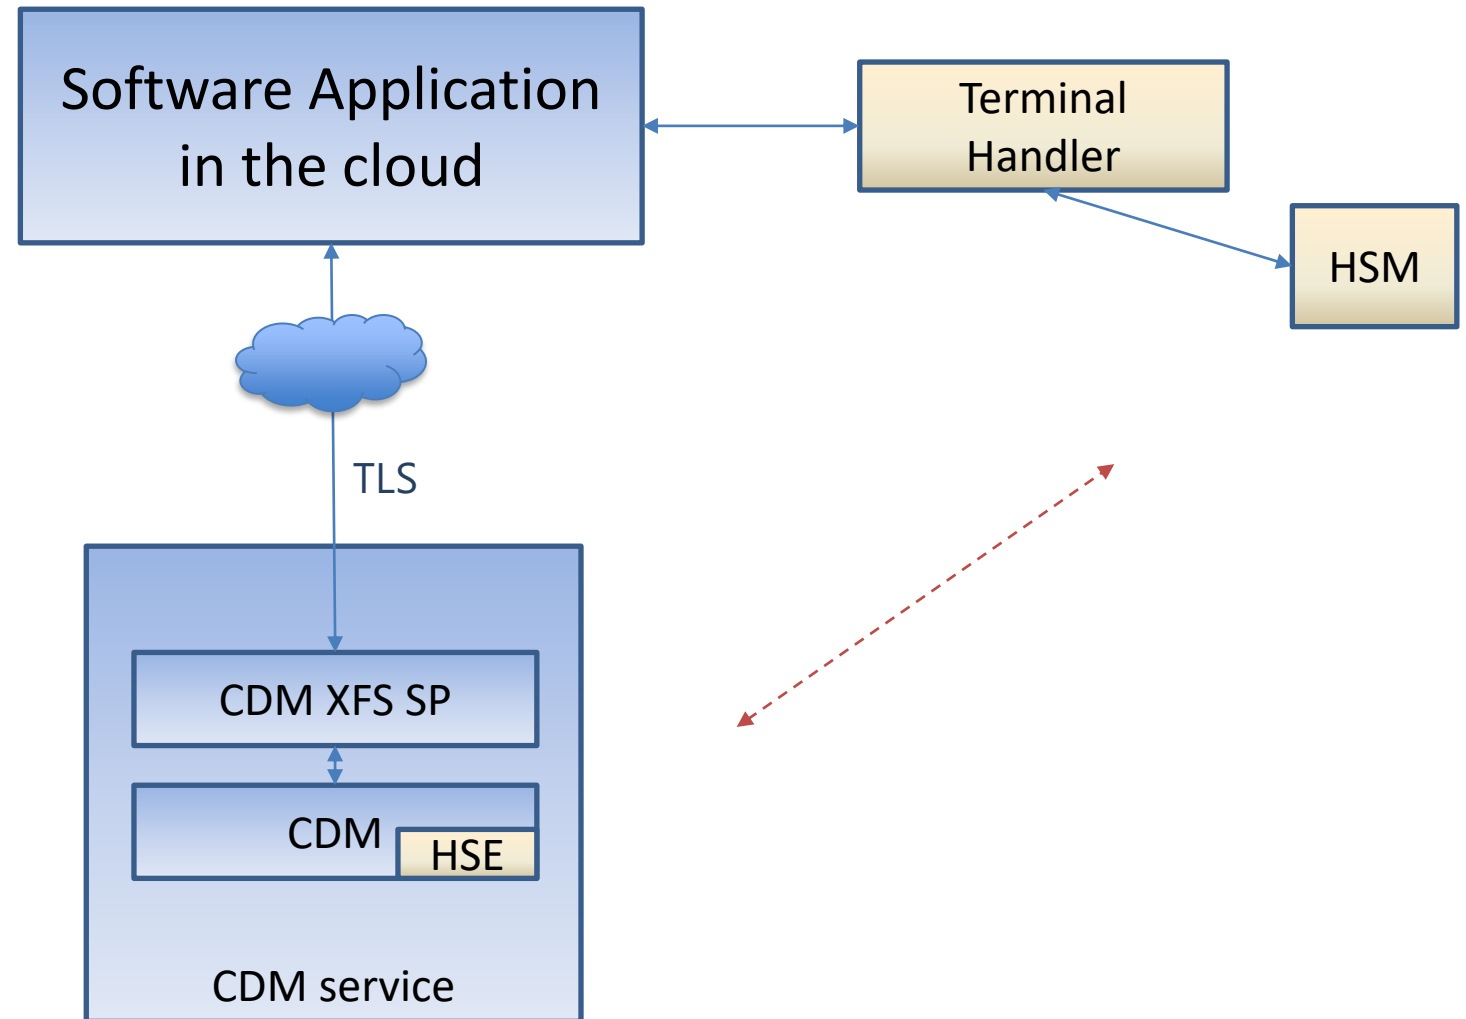 Software Application
in the cloud
Terminal
Handler
HSM
TLS
CDM XFS SP
CDM
HSE
CDM service